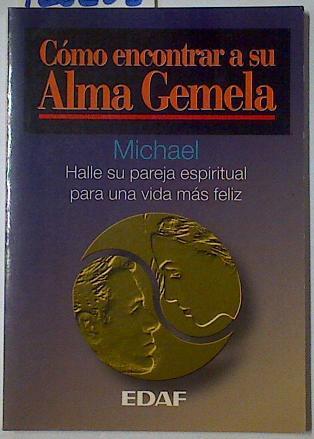 Cómo encontrar a su
Alma Gemela
Michael
Halle su pareja espiritual
para una vida más feliz
EDAF